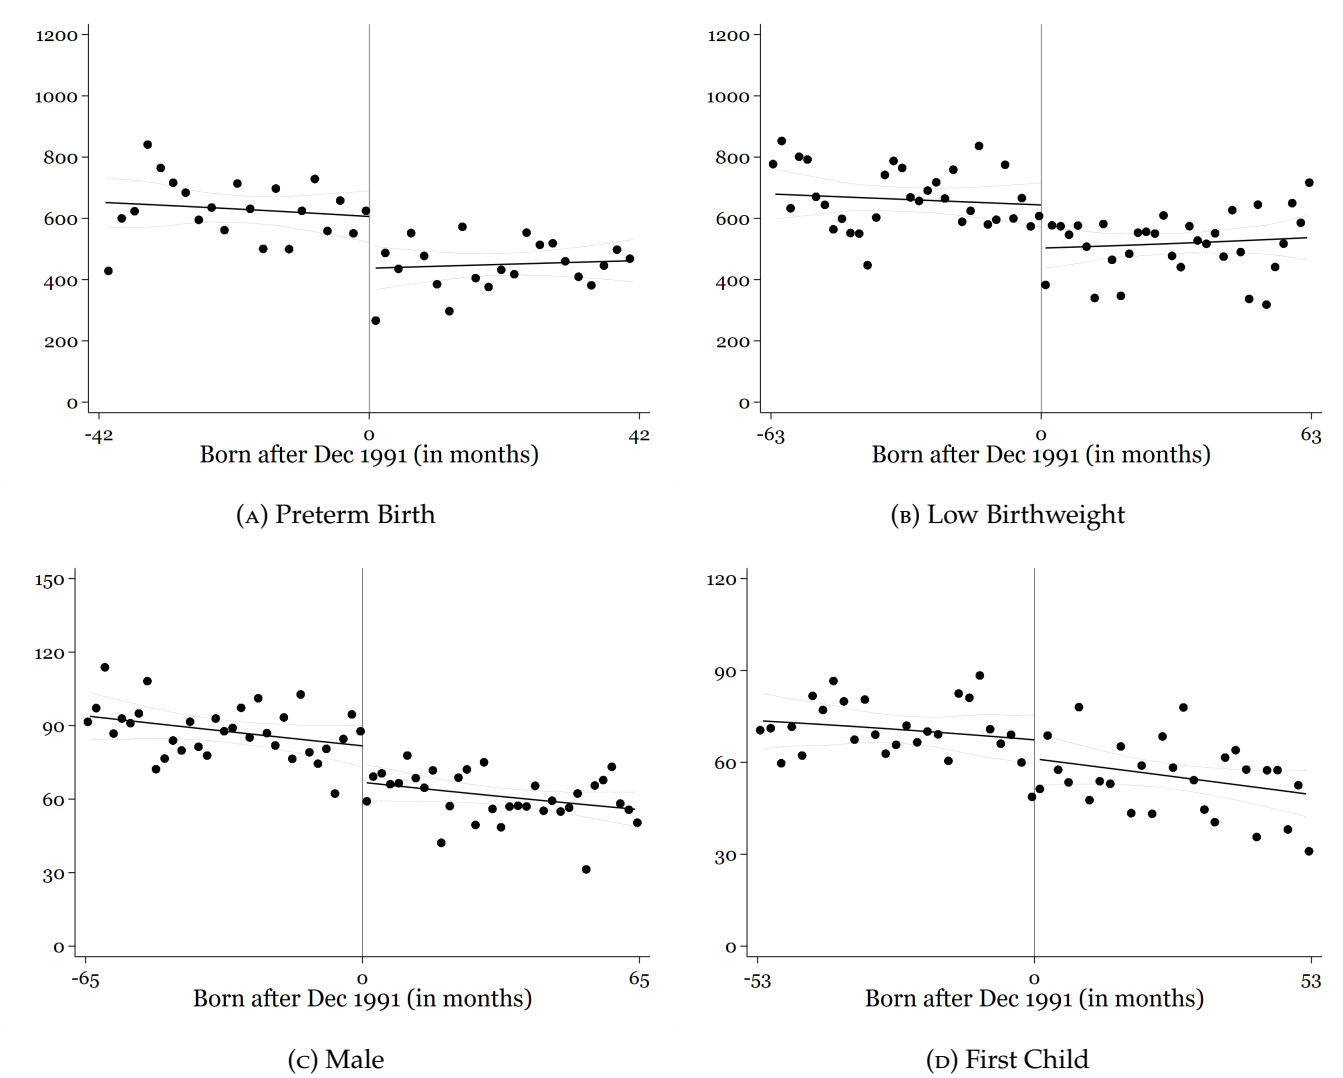 1200
1000
800
600
400
200
0
-42 0 42
Born after Dec 1991 (in months)
(A) Preterm Birth
1200
1000
800
600
400
200
0
-63 0 63
Born after Dec 1991 (in months)
(B) Low Birthweight
150
120
90
60
30
0
-65 0 65
Born after Dec 1991 (in months)
(C) Male
120
90
60
30
0
-53 0 53
Born after Dec 1991 (in months)
(D) First Child